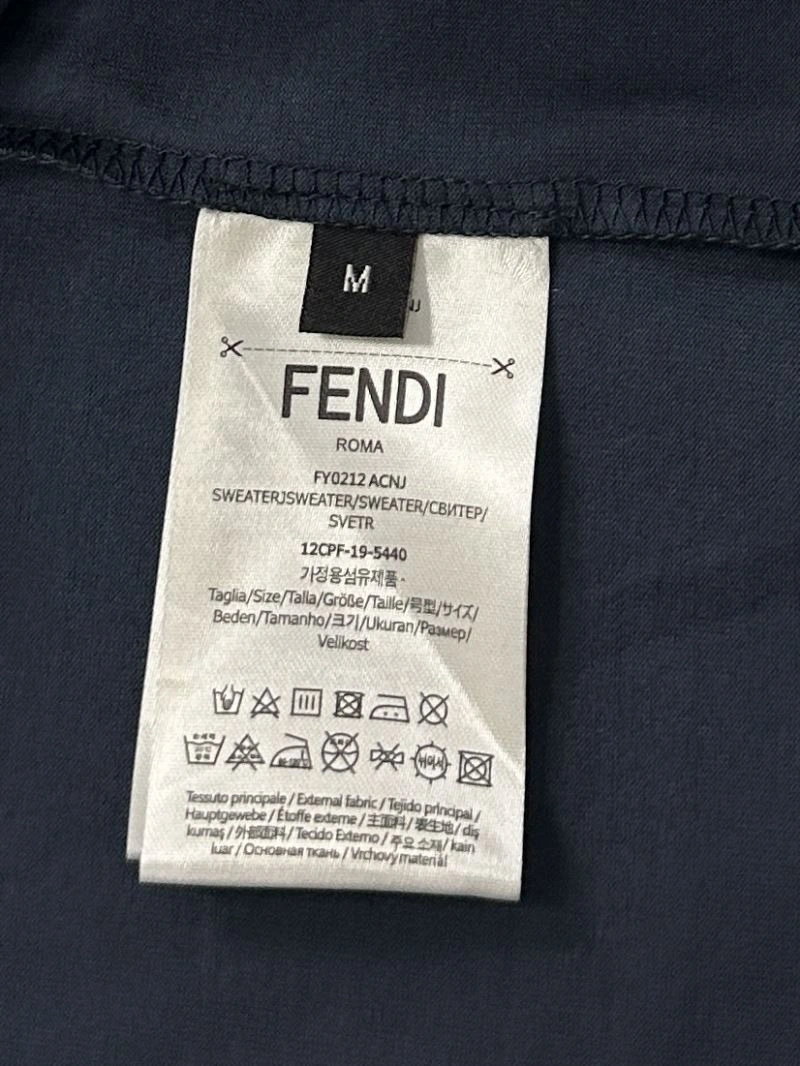 M
NJ
FENDI
ROMA
FY0212 ACNJ
SWEATERJSWEATER/SWEATER/СВИТЕР/
SVETR
12CPF-19-5440
가정용섬유제품-
Taglia/Size/Talla/Größe/Taille/号型/サイズ/
Beden/Tamanho/크기/Ukuran/Размер/
Velikost
Tessuto principale / External fabric / Tejido principal /
Hauptgewebe / Étoffe externe / 主面料/ 表生地/ dış
kumaş / 外部面料/ Tecido Externo / 주요 소재/ kain
luar / Основная ткань / Vrchovy materiál